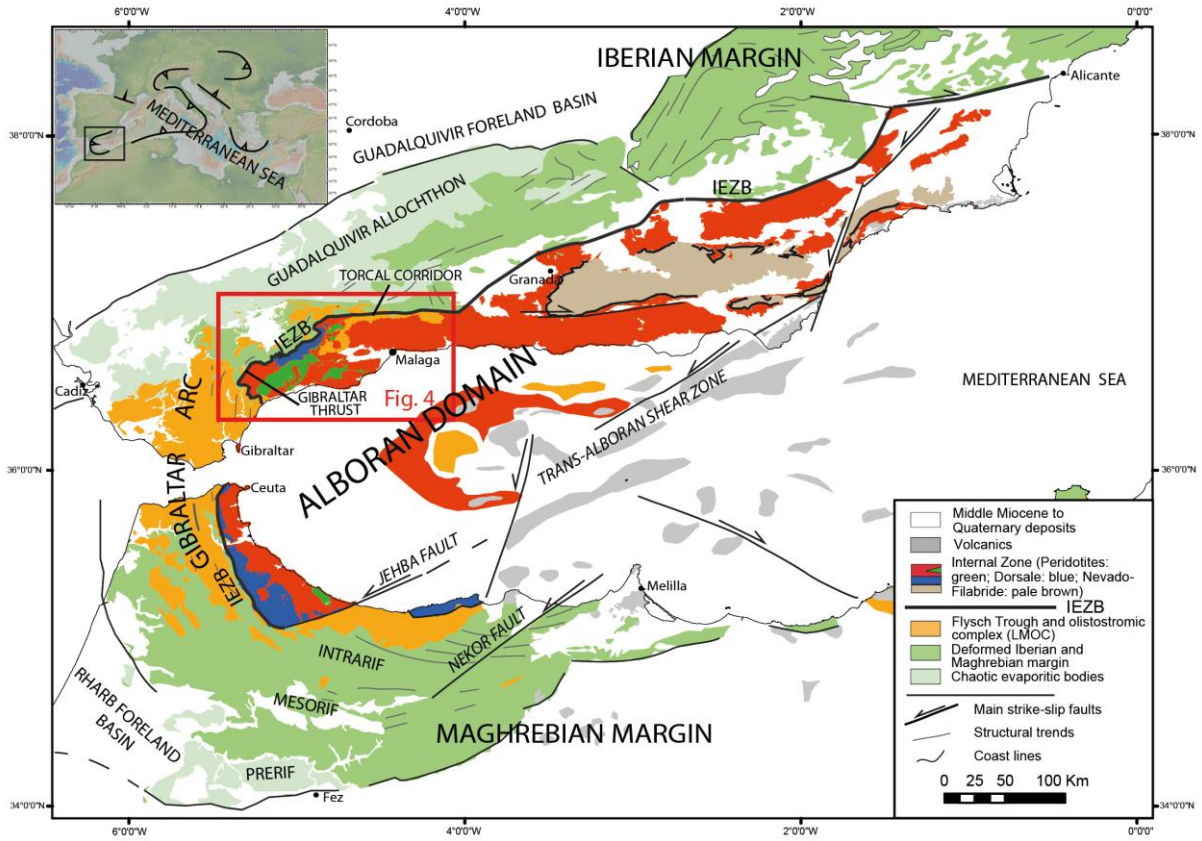 6°0'0"W
4°0'0"W
2°0'0"W
0°0'0"
MEDITERRANEAN SEA
IBERIAN MARGIN
Alicante
Cordoba
38°0'0"N
38°0'0"N
GUADALQUIVIR FORELAND BASIN
GUADALQUIVIR ALLOCHTHON
IEZB
TORCAL CORRIDOR
Granada
IEZB
Malaga
Cadiz
GIBRALTAR
THRUST
Fig. 4
MEDITERRANEAN SEA
GIBRALTAR ARC
Gibraltar
ALBORAN DOMAIN
TRANS-ALBORAN SHEAR ZONE
36°0'0"N
36°0'0"N
Ceuta
IEZB
JEHBA FAULT
Melilla
NEKOR FAULT
INTRARIF
MESORIF
RHARB FORELAND
BASIN
MAGHREBIAN MARGIN
PRERIF
Fez
34°0'0"N
34°0'0"N
Middle Miocene to
Quaternary deposits
Volcanics
Internal Zone (Peridotites:
green; Dorsale: blue; Nevado-
Filabride: pale brown)
IEZB
Flysch Trough and olistostromic
complex (LMOC)
Deformed Iberian and
Maghrebian margin
Chaotic evaporitic bodies
Main strike-slip faults
Structural trends
Coast lines
0 25 50 100 Km
6°0'0"W
4°0'0"W
2°0'0"W
0°0'0"